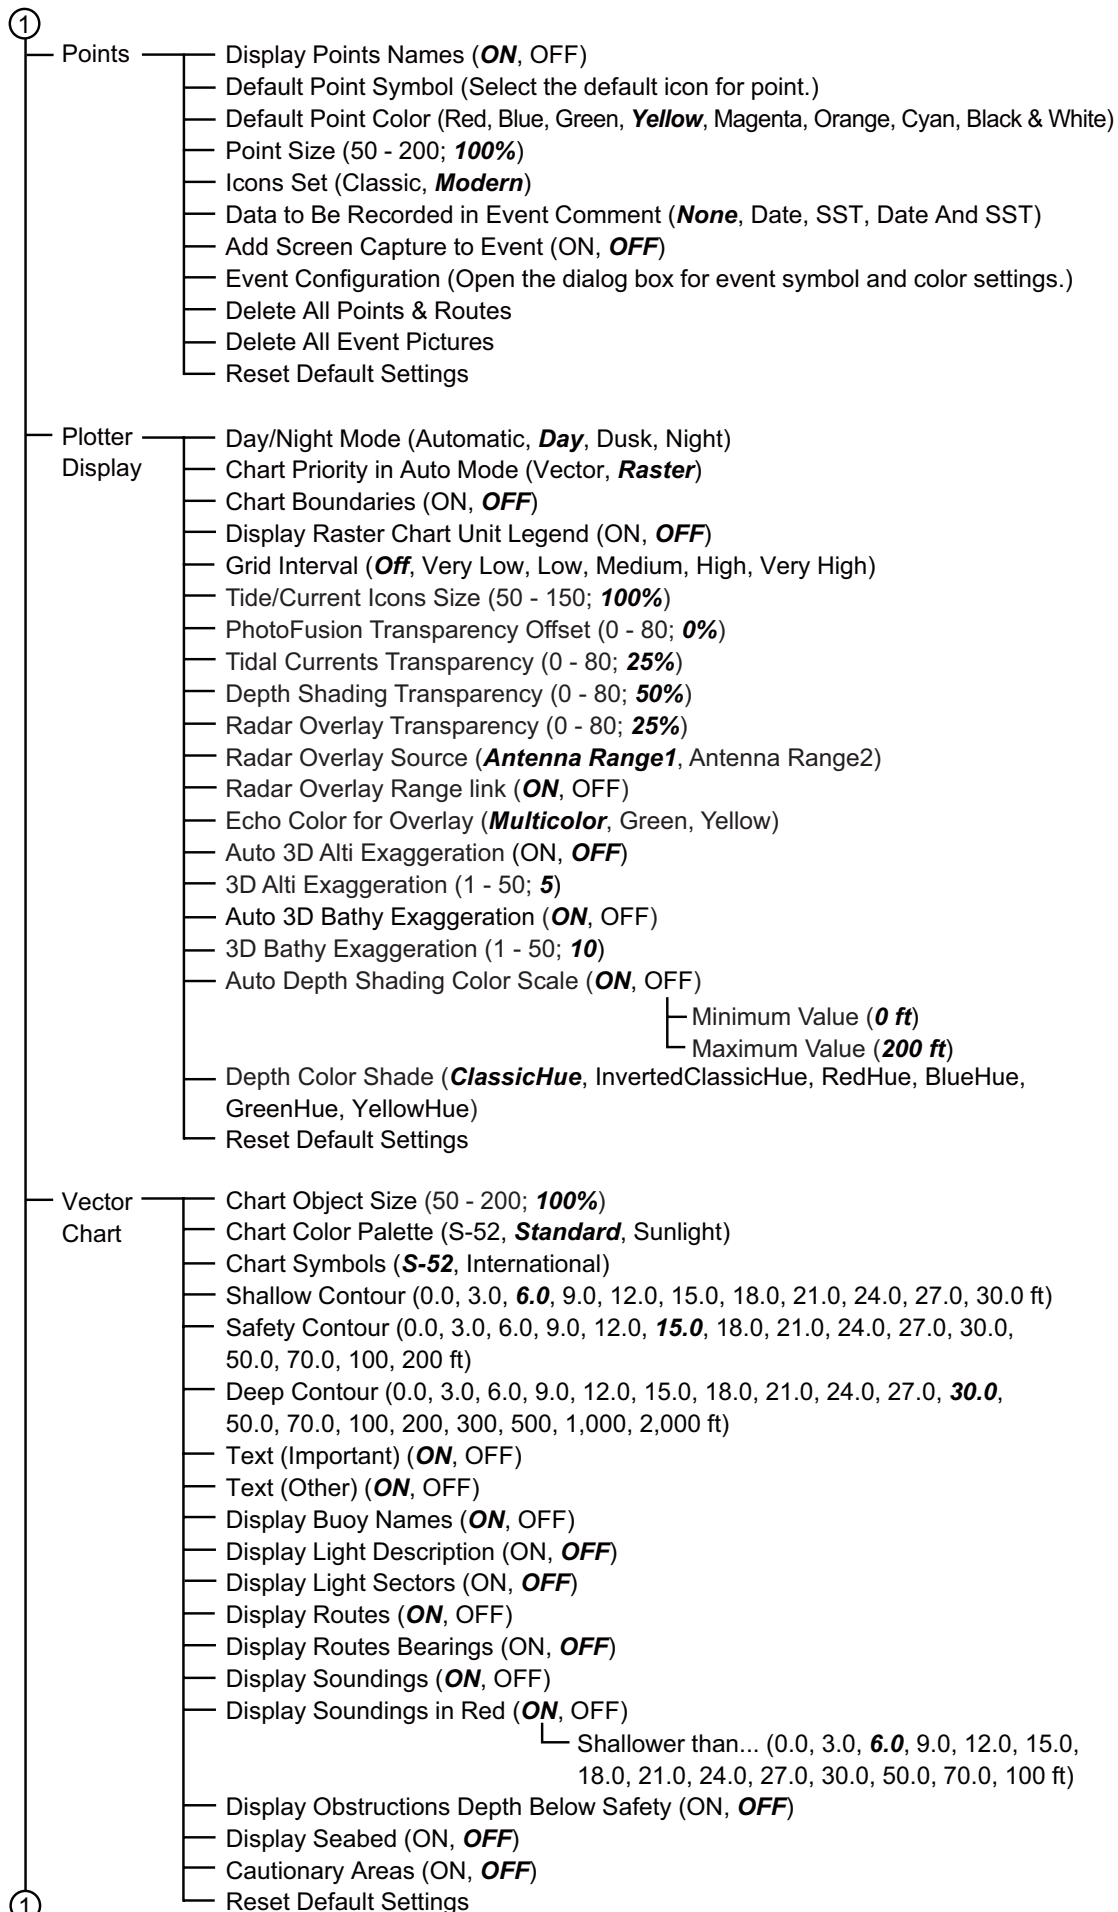 1
Points
Display Points Names (ON, OFF)
Default Point Symbol (Select the default icon for point.)
Default Point Color (Red, Blue, Green, Yellow, Magenta, Orange, Cyan, Black & White)
Point Size (50 - 200; 100%)
Icons Set (Classic, Modern)
Data to Be Recorded in Event Comment (None, Date, SST, Date And SST)
Add Screen Capture to Event (ON, OFF)
Event Configuration (Open the dialog box for event symbol and color settings.)
Delete All Points & Routes
Delete All Event Pictures
Reset Default Settings
Plotter
Display
Day/Night Mode (Automatic, Day, Dusk, Night)
Chart Priority in Auto Mode (Vector, Raster)
Chart Boundaries (ON, OFF)
Display Raster Chart Unit Legend (ON, OFF)
Grid Interval (Off, Very Low, Low, Medium, High, Very High)
Tide/Current Icons Size (50 - 150; 100%)
PhotoFusion Transparency Offset (0 - 80; 0%)
Tidal Currents Transparency (0 - 80; 25%)
Depth Shading Transparency (0 - 80; 50%)
Radar Overlay Transparency (0 - 80; 25%)
Radar Overlay Source (Antenna Range1, Antenna Range2)
Radar Overlay Range link (ON, OFF)
Echo Color for Overlay (Multicolor, Green, Yellow)
Auto 3D Alti Exaggeration (ON, OFF)
3D Alti Exaggeration (1 - 50; 5)
Auto 3D Bathy Exaggeration (ON, OFF)
3D Bathy Exaggeration (1 - 50; 10)
Auto Depth Shading Color Scale (ON, OFF)
Minimum Value (0 ft)
Maximum Value (200 ft)
Depth Color Shade (ClassicHue, InvertedClassicHue, RedHue, BlueHue,
GreenHue, YellowHue)
Reset Default Settings
Vector
Chart
Chart Object Size (50 - 200; 100%)
Chart Color Palette (S-52, Standard, Sunlight)
Chart Symbols (S-52, International)
Shallow Contour (0.0, 3.0, 6.0, 9.0, 12.0, 15.0, 18.0, 21.0, 24.0, 27.0, 30.0 ft)
Safety Contour (0.0, 3.0, 6.0, 9.0, 12.0, 15.0, 18.0, 21.0, 24.0, 27.0, 30.0,
50.0, 70.0, 100, 200 ft)
Deep Contour (0.0, 3.0, 6.0, 9.0, 12.0, 15.0, 18.0, 21.0, 24.0, 27.0, 30.0,
50.0, 70.0, 100, 200, 300, 500, 1,000, 2,000 ft)
Text (Important) (ON, OFF)
Text (Other) (ON, OFF)
Display Buoy Names (ON, OFF)
Display Light Description (ON, OFF)
Display Light Sectors (ON, OFF)
Display Routes (ON, OFF)
Display Routes Bearings (ON, OFF)
Display Soundings (ON, OFF)
Display Soundings in Red (ON, OFF)
Shallower than... (0.0, 3.0, 6.0, 9.0, 12.0, 15.0,
18.0, 21.0, 24.0, 27.0, 30.0, 50.0, 70.0, 100 ft)
Display Obstructions Depth Below Safety (ON, OFF)
Display Seabed (ON, OFF)
Cautionary Areas (ON, OFF)
Reset Default Settings
1